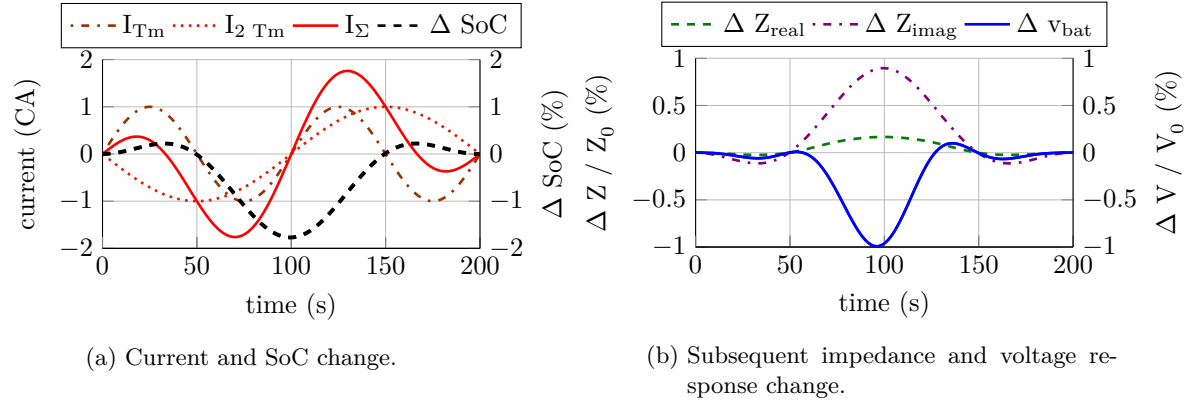 I_Tm I_2 Tm I_Σ Δ SoC
2
1
0
−1
−2
2
1
0
−1
−2
0 50 100 150 200
time (s)
current (CA)
Δ SoC (%)
(a) Current and SoC change.
Δ Z_real Δ Z_imag Δ v_bat
1
0.5
0
−0.5
−1
1
0.5
0
−0.5
−1
0 50 100 150 200
time (s)
Δ Z / Z_0 (%)
Δ V / V_0 (%)
(b) Subsequent impedance and voltage re-
sponse change.